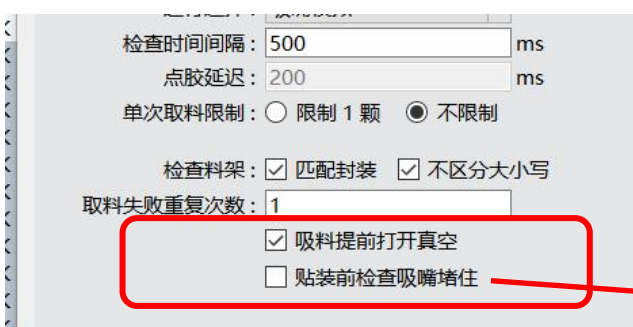 检查时间间隔: 500 ms
点胶延迟: 200 ms
单次取料限制: 限制 1 颗 不限制
检查料架: 匹配封装 不区分大小写
取料失败重复次数: 1
吸料提前打开真空
贴装前检查吸嘴堵住